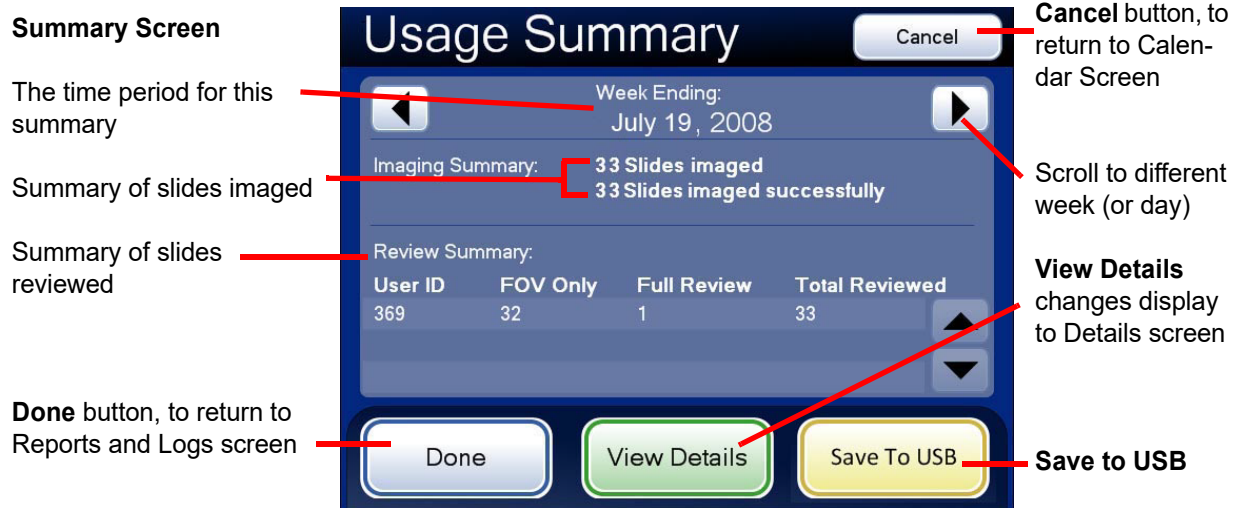 Summary Screen
The time period for this
summary
Summary of slides imaged
Summary of slides
reviewed
Done button, to return to
Reports and Logs screen
Usage Summary
Cancel
Week Ending:
July 19, 2008
Imaging Summary:
33 Slides imaged
33 Slides imaged successfully
Review Summary:
User ID FOV Only Full Review Total Reviewed
369 32 1 33
Done
View Details
Save To USB
Cancel button, to
return to Calen-
dar Screen
Scroll to different
week (or day)
View Details
changes display
to Details screen
Save to USB